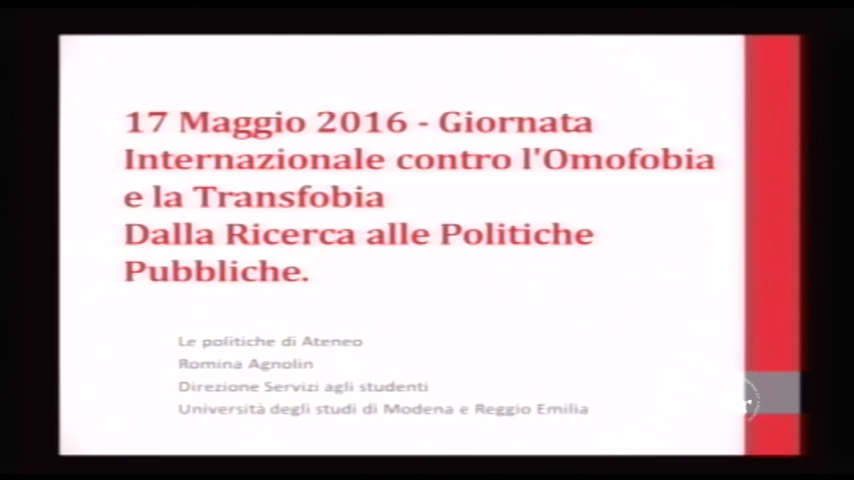 17 Maggio 2016 - Giornata
Internazionale contro l'Omofobia
e la Transfobia
Dalla Ricerca alle Politiche
Pubbliche.
Le politiche di Ateneo
Romina Agnolin
Direzione Servizi agli studenti
Università degli studi di Modena e Reggio Emilia